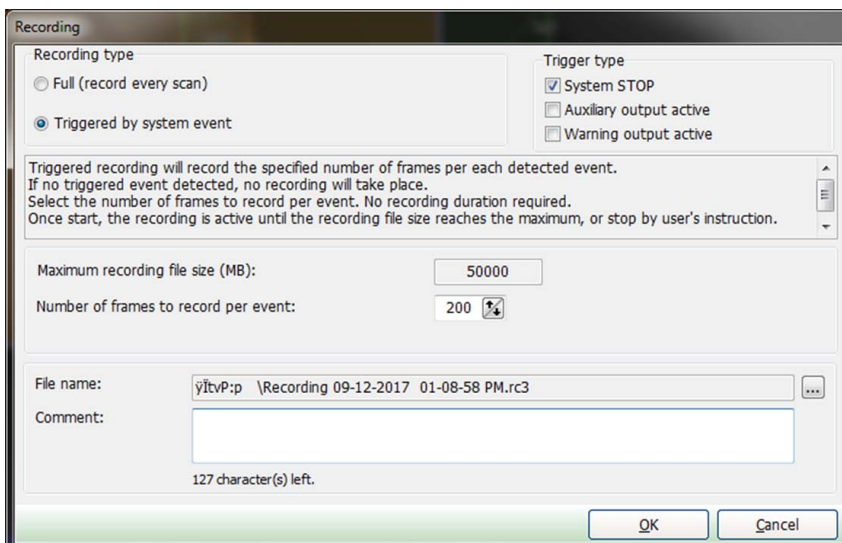 Recording
Recording type
Full (record every scan)
Triggered by system event
Trigger type
System STOP
Auxiliary output active
Warning output active
Triggered recording will record the specified number of frames per each detected event.
If no triggered event detected, no recording will take place.
Select the number of frames to record per event. No recording duration required.
Once start, the recording is active until the recording file size reaches the maximum, or stop by user's instruction.
Maximum recording file size (MB): 50000
Number of frames to record per event: 200
File name: ÿÏtvP:p \Recording 09-12-2017 01-08-58 PM.rc3 ...
Comment:
127 character(s) left.
OK Cancel